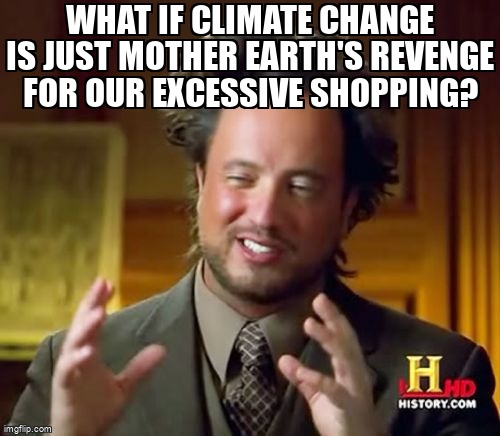 WHAT IF CLIMATE CHANGE
IS JUST MOTHER EARTH'S REVENGE
FOR OUR EXCESSIVE SHOPPING?
H HD
HISTORY.COM
imgflip.com